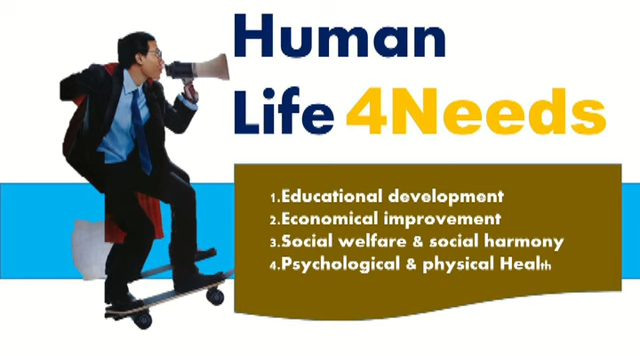 Human
Life 4Needs
1.Educational development
2.Economical improvement
3.Social welfare & social harmony
4.Psychological & physical Health